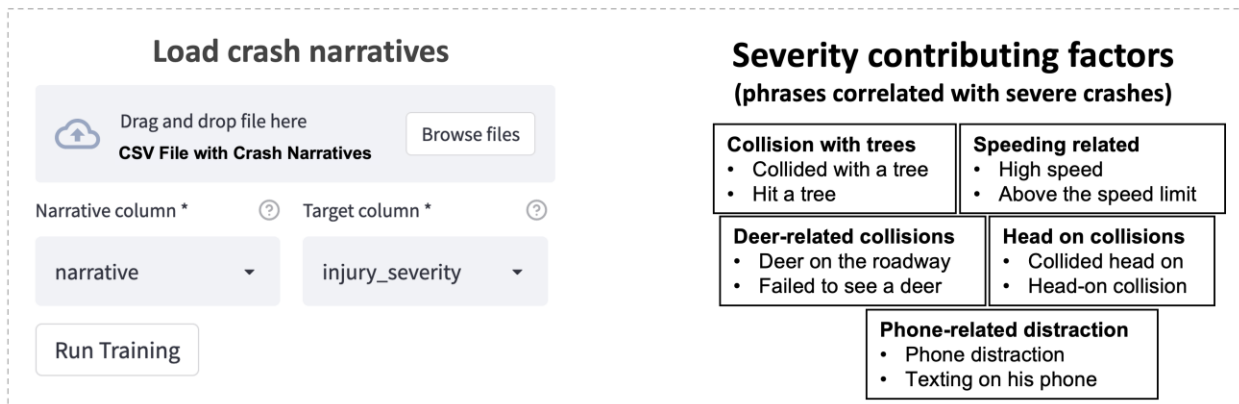 Load crash narratives
Drag and drop file here
CSV File with Crash Narratives
Browse files
Narrative column *
?
Target column *
?
narrative
injury_severity
Run Training
Severity contributing factors
(phrases correlated with severe crashes)
Collision with trees
• Collided with a tree
• Hit a tree
Speeding related
• High speed
• Above the speed limit
Deer-related collisions
• Deer on the roadway
• Failed to see a deer
Head on collisions
• Collided head on
• Head-on collision
Phone-related distraction
• Phone distraction
• Texting on his phone